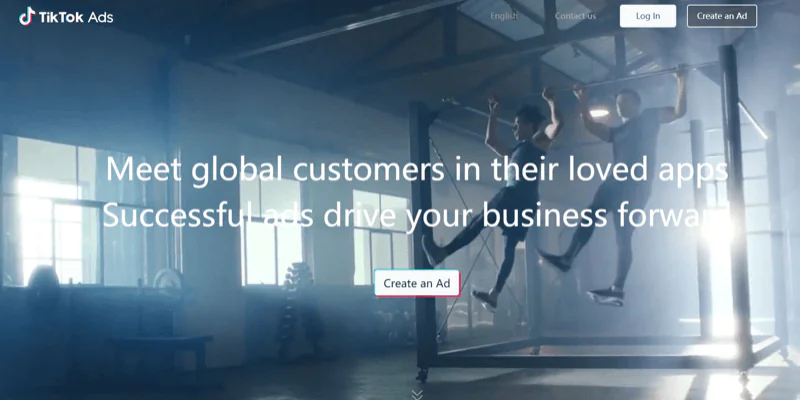 TikTok Ads
English
Contact us
Log In
Create an Ad
Meet global customers in their loved apps
Successful ads drive your business forward
Create an Ad